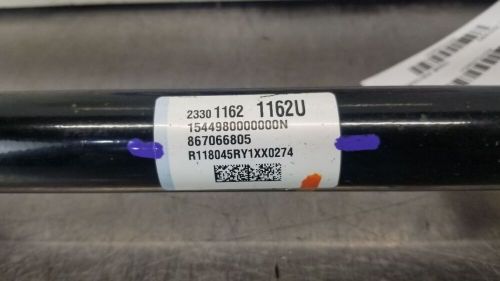 2330 1162 1162U
1544980000000N
867066805
R118045RY1XX0274